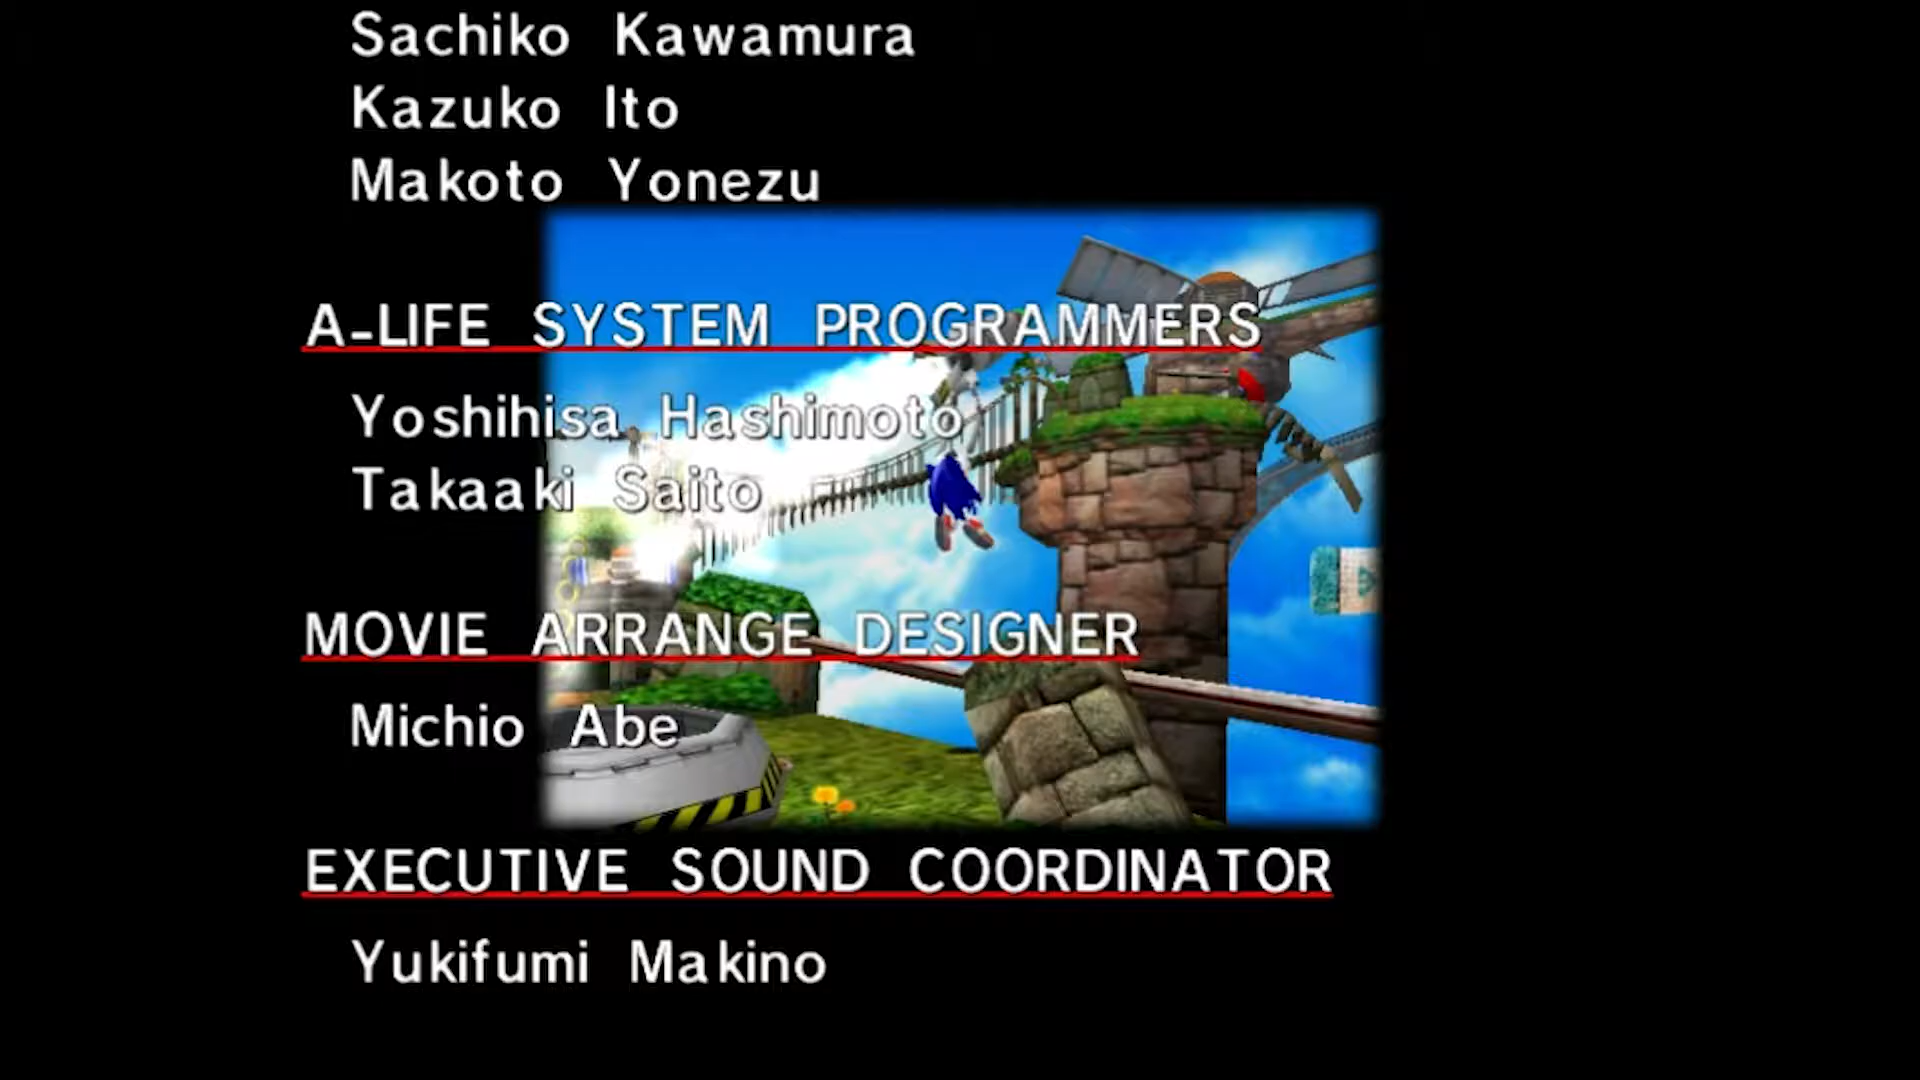 Sachiko Kawamura
Kazuko Ito
Makoto Yonezu
A-LIFE SYSTEM PROGRAMMERS
Yoshihisa Hashimoto
Takaaki Saito
MOVIE ARRANGE DESIGNER
Michio Abe
EXECUTIVE SOUND COORDINATOR
Yukifumi Makino